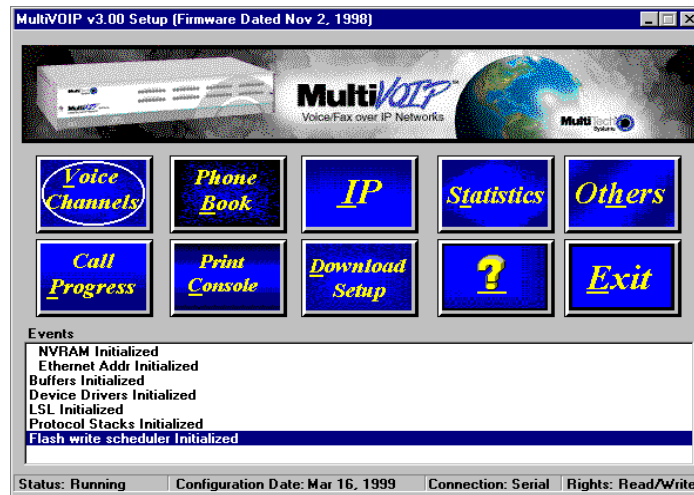 MultiVOIP v3.00 Setup (Firmware Dated Nov 2, 1998)
MultiVOIP™
Voice/Fax over IP Networks
MultiTech
Systems
Voice Channels
Phone Book
IP
Statistics
Others
Call Progress
Print Console
Download Setup
?
Exit
Events
NVRAM Initialized
Ethernet Addr Initialized
Buffers Initialized
Device Drivers Initialized
LSL Initialized
Protocol Stacks Initialized
Flash write scheduler Initialized
Status: Running Configuration Date: Mar 16, 1999 Connection: Serial Rights: Read/Write